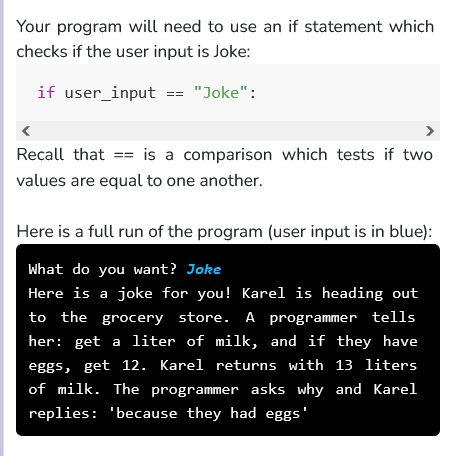 Your program will need to use an if statement which
checks if the user input is Joke:
if user_input == "Joke":
Recall that == is a comparison which tests if two
values are equal to one another.
Here is a full run of the program (user input is in blue):
What do you want? Joke
Here is a joke for you! Karel is heading out
to the grocery store. A programmer tells
her: get a liter of milk, and if they have
eggs, get 12. Karel returns with 13 liters
of milk. The programmer asks why and Karel
replies: 'because they had eggs'